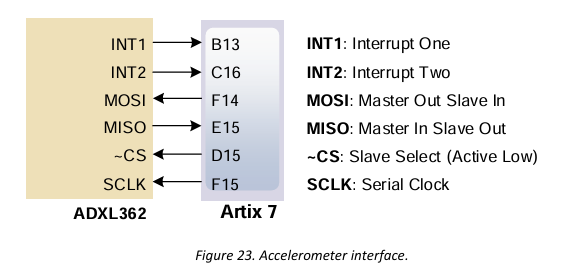 INT1 B13 INT1: Interrupt One
INT2 C16 INT2: Interrupt Two
MOSI F14 MOSI: Master Out Slave In
MISO E15 MISO: Master In Slave Out
~CS D15 ~CS: Slave Select (Active Low)
SCLK F15 SCLK: Serial Clock
ADXL362 Artix 7
Figure 23. Accelerometer interface.